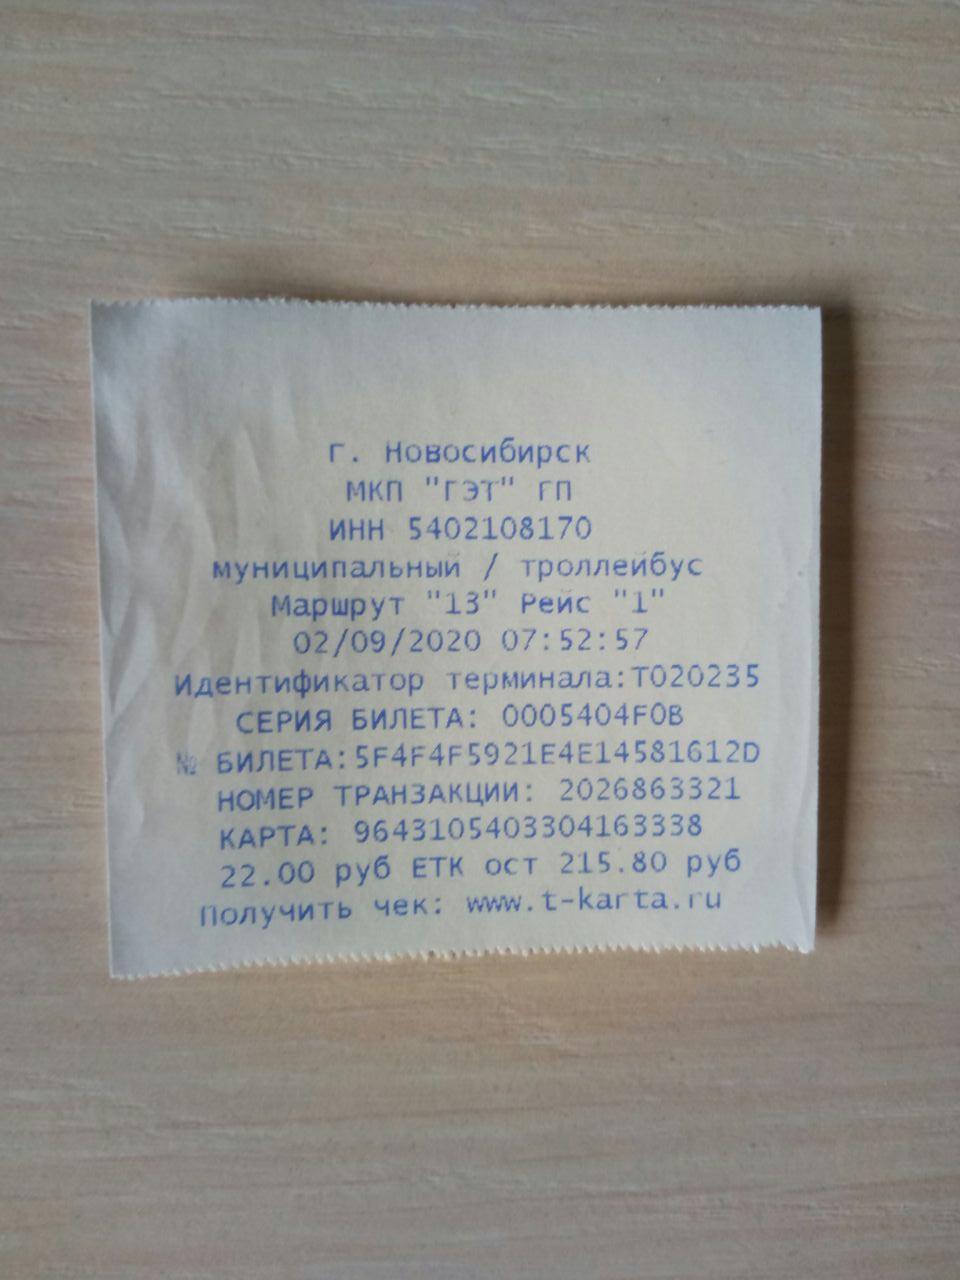 г. Новосибирск
МКП "ГЭТ" ГП
ИНН 5402108170
муниципальный / троллейбус
Маршрут "13" Рейс "1"
02/09/2020 07:52:57
Идентификатор терминала:T020235
СЕРИЯ БИЛЕТА: 0005404F0B
№ БИЛЕТА:5F4F4F5921E4E14581612D
НОМЕР ТРАНЗАКЦИИ: 2026863321
КАРТА: 9643105403304163338
22.00 руб ЕТК ост 215.80 руб
Получить чек: www.t-karta.ru